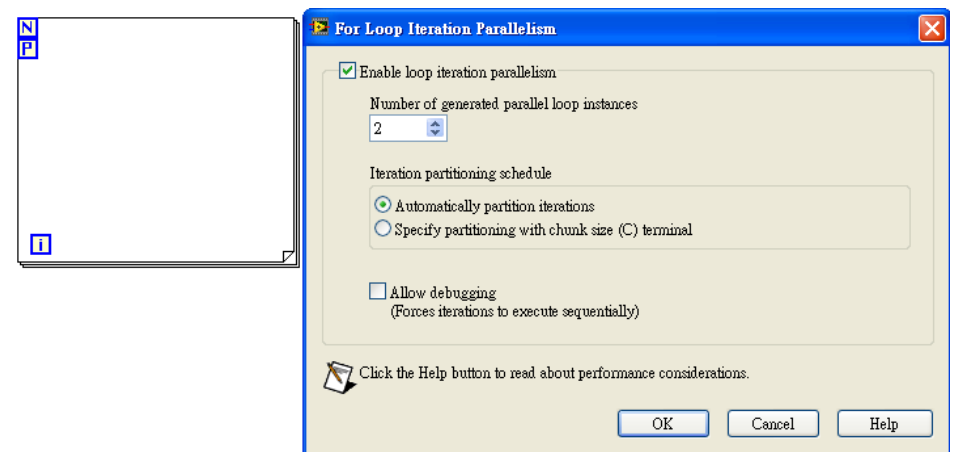 N
P
i
For Loop Iteration Parallelism
Enable loop iteration parallelism
Number of generated parallel loop instances
2
Iteration partitioning schedule
Automatically partition iterations
Specify partitioning with chunk size (C) terminal
Allow debugging
(Forces iterations to execute sequentially)
Click the Help button to read about performance considerations.
OK
Cancel
Help